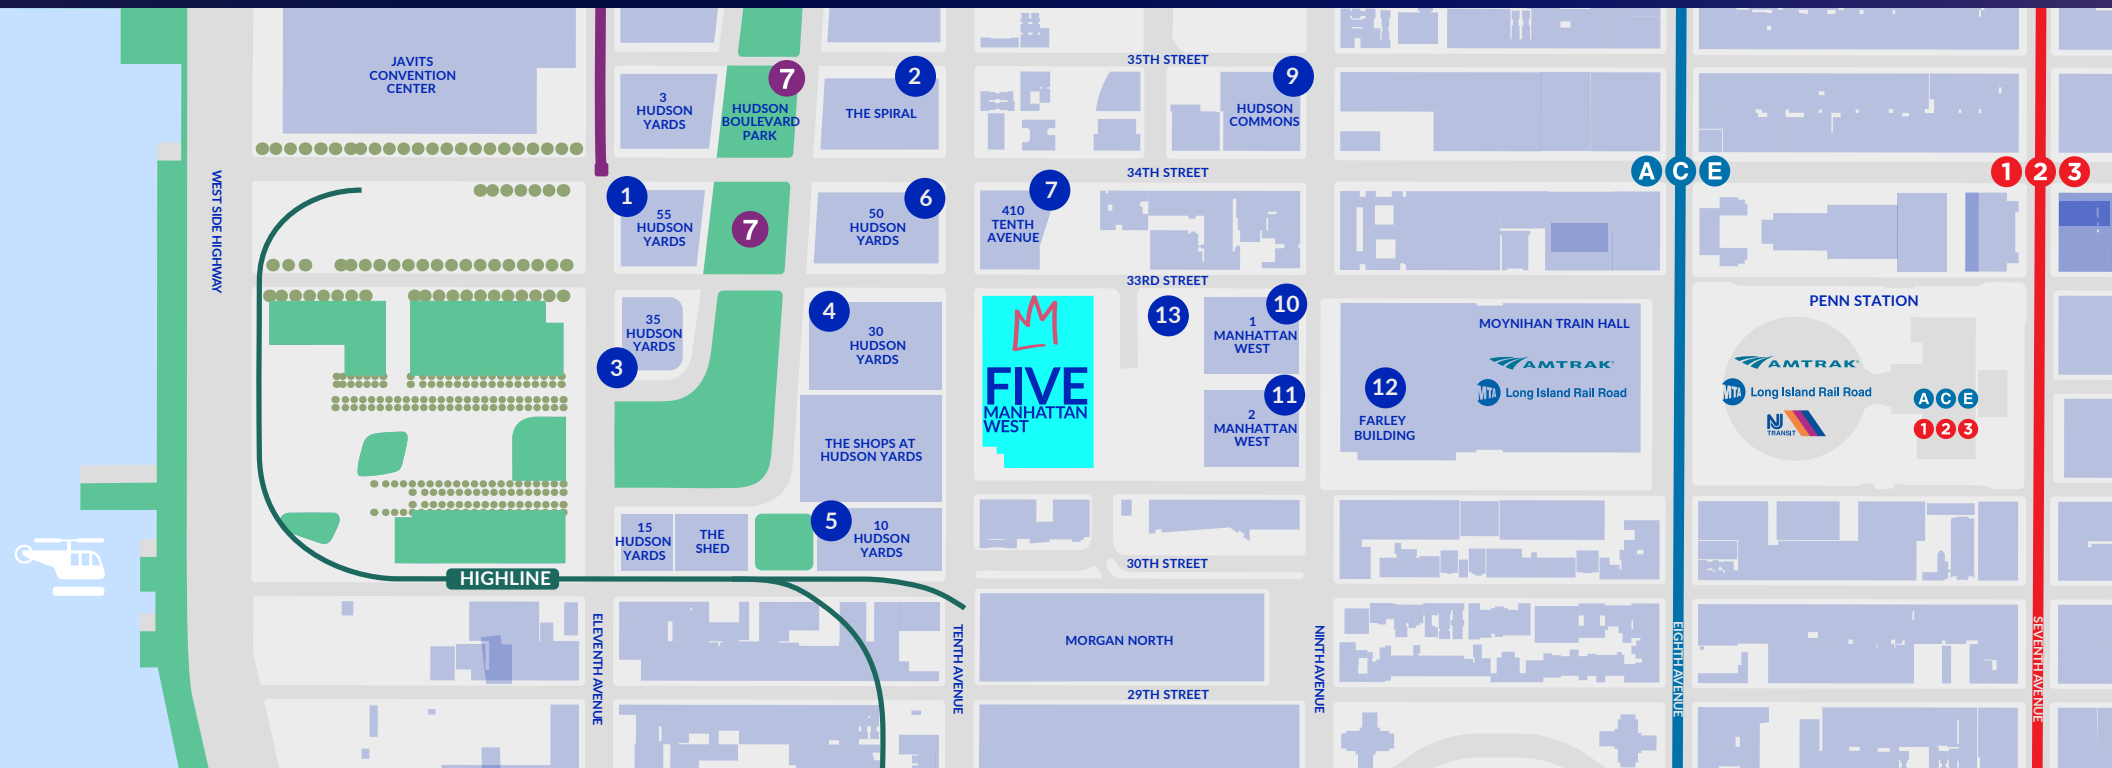 35TH STREET
JAVITS
CONVENTION
CENTER
3
HUDSON
YARDS
7
HUDSON
BOULEVARD
PARK
2
THE SPIRAL
9
HUDSON
COMMONS
34TH STREET
A C E
1 2 3
WEST SIDE HIGHWAY
1
55
HUDSON
YARDS
7
6
50
HUDSON
YARDS
7
410
TENTH
AVENUE
33RD STREET
35
HUDSON
YARDS
3
4
30
HUDSON
YARDS
FIVE
MANHATTAN
WEST
13
10
1
MANHATTAN
WEST
11
2
MANHATTAN
WEST
MOYNIHAN TRAIN HALL
AMTRAK
MTA Long Island Rail Road
12
FARLEY
BUILDING
PENN STATION
AMTRAK
MTA Long Island Rail Road
NJ
TRANSIT
A C E
1 2 3
THE SHOPS AT
HUDSON YARDS
15
HUDSON
YARDS
THE
SHED
5
10
HUDSON
YARDS
30TH STREET
HIGHLINE
ELEVENTH AVENUE
TENTH AVENUE
MORGAN NORTH
NINTH AVENUE
EIGHTH AVENUE
SEVENTH AVENUE
29TH STREET